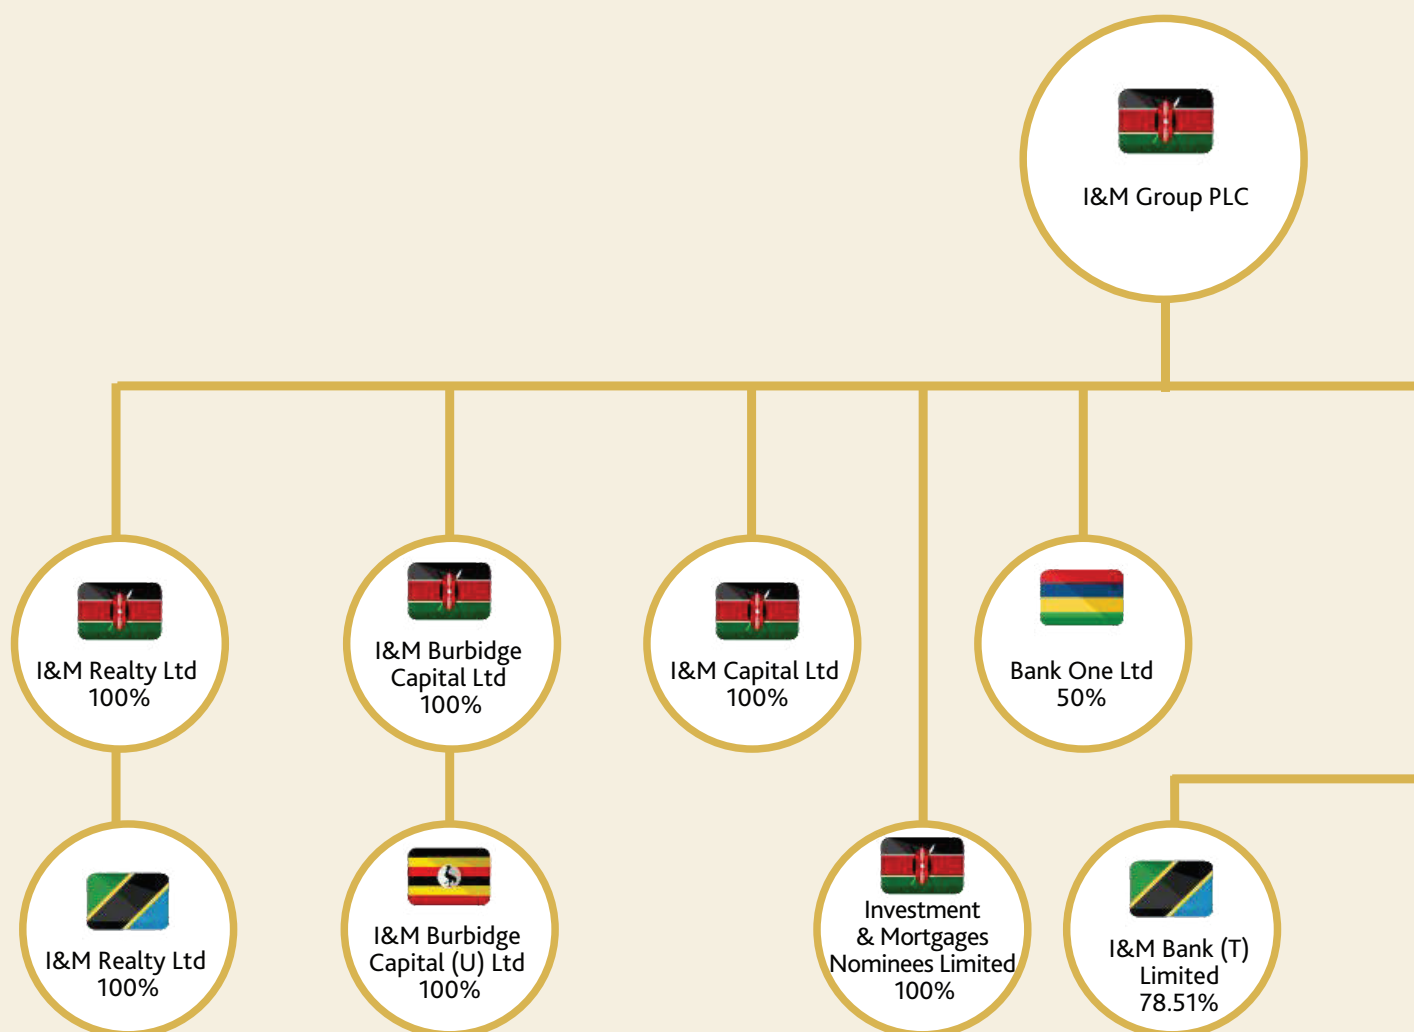 I&M Group PLC
I&M Realty Ltd
100%
I&M Burbidge
Capital Ltd
100%
I&M Capital Ltd
100%
Bank One Ltd
50%
I&M Realty Ltd
100%
I&M Burbidge
Capital (U) Ltd
100%
Investment
& Mortgages
Nominees Limited
100%
I&M Bank (T)
Limited
78.51%